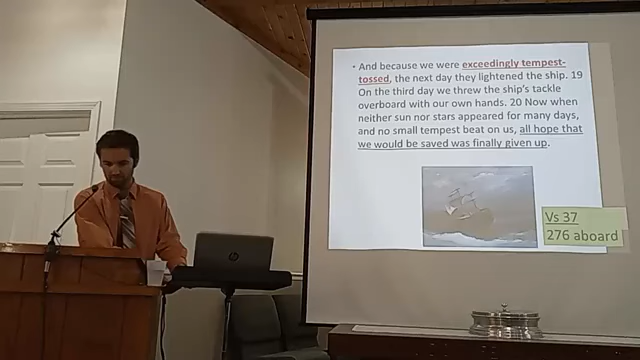 • And because we were exceedingly tempest-
tossed, the next day they lightened the ship. 19
On the third day we threw the ship's tackle
overboard with our own hands. 20 Now when
neither sun nor stars appeared for many days,
and no small tempest beat on us, all hope that
we would be saved was finally given up.
Vs 37
276 aboard
hp